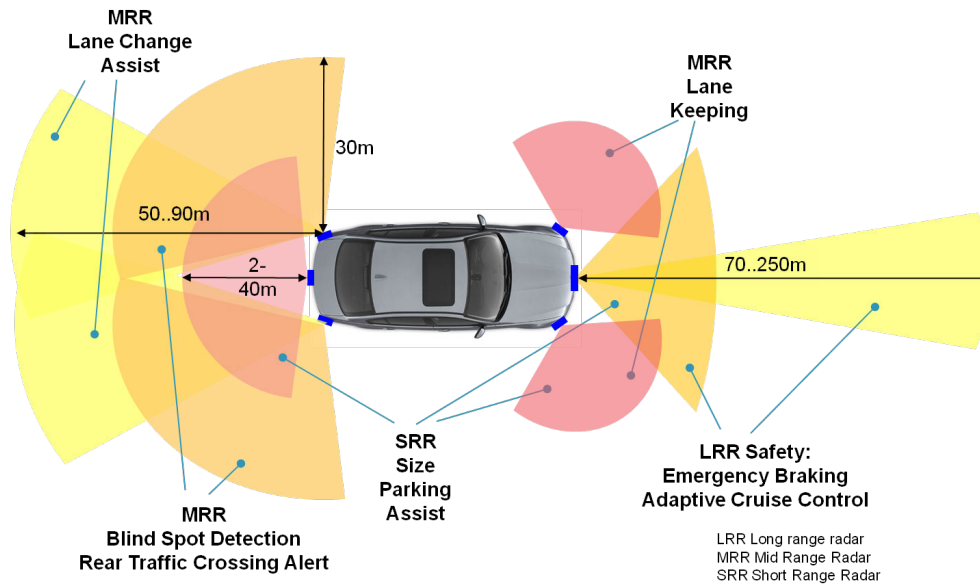 MRR
Lane Change
Assist
MRR
Lane
Keeping
30m
50..90m
2-
40m
70..250m
SRR
Size
Parking
Assist
LRR Safety:
Emergency Braking
Adaptive Cruise Control
MRR
Blind Spot Detection
Rear Traffic Crossing Alert
LRR Long range radar
MRR Mid Range Radar
SRR Short Range Radar